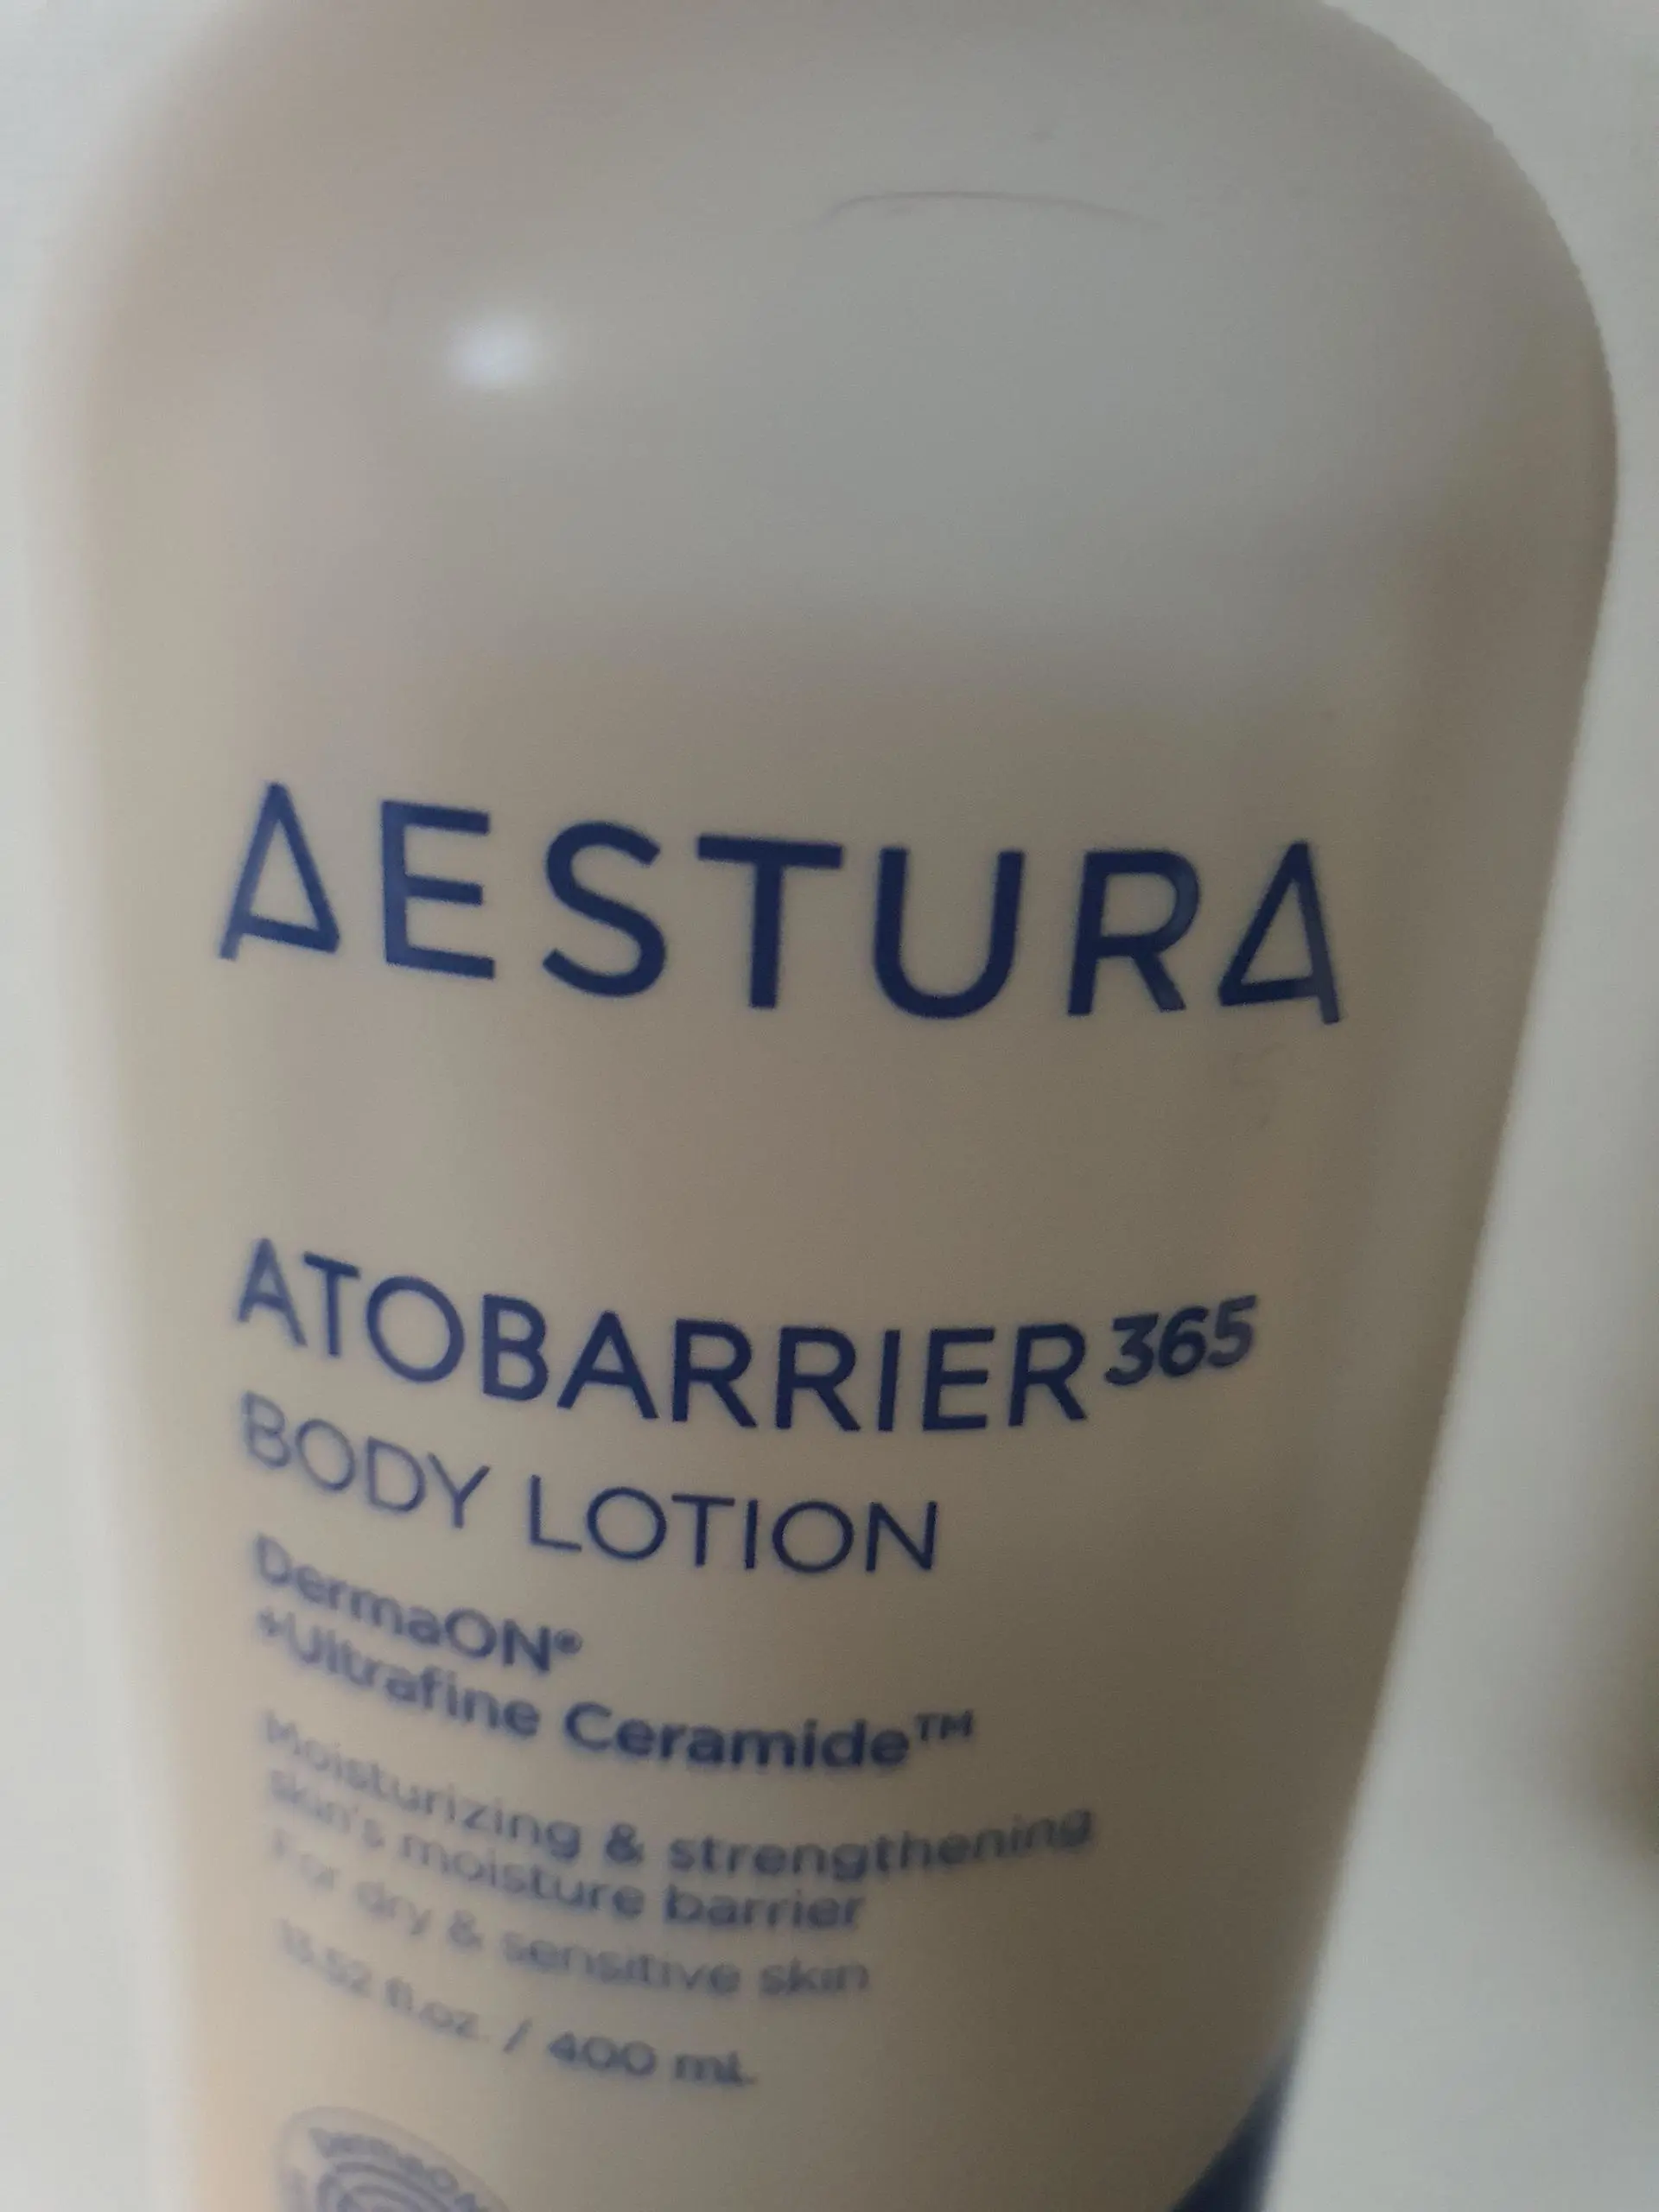 AESTURA
ATOBARRIER365
BODY LOTION
DermaON®
+Ultrafine Ceramide™
Moisturizing & strengthening
skin's moisture barrier
For dry & sensitive skin
13.52 fl.oz. / 400 mL
DermaON